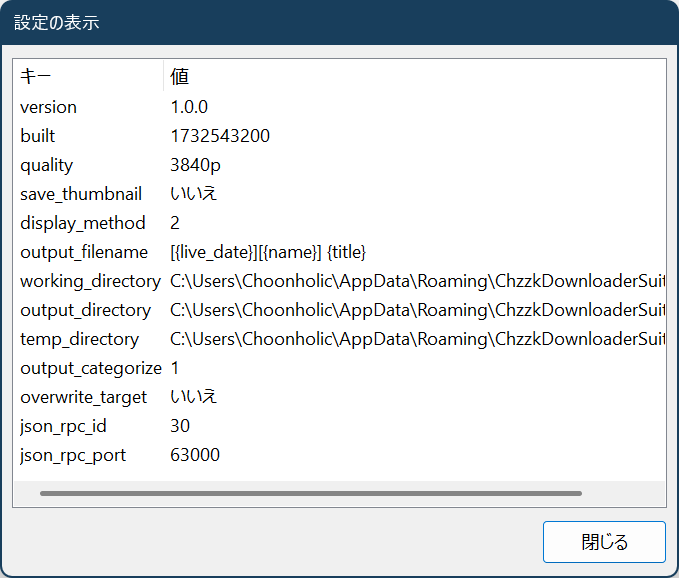 設定の表示
キー 値
version 1.0.0
built 1732543200
quality 3840p
save_thumbnail いいえ
display_method 2
output_filename [{live_date}][{name}] {title}
working_directory C:\Users\Choonholic\AppData\Roaming\ChzzkDownloaderSuit
output_directory C:\Users\Choonholic\AppData\Roaming\ChzzkDownloaderSuit
temp_directory C:\Users\Choonholic\AppData\Roaming\ChzzkDownloaderSuit
output_categorize 1
overwrite_target いいえ
json_rpc_id 30
json_rpc_port 63000
閉じる